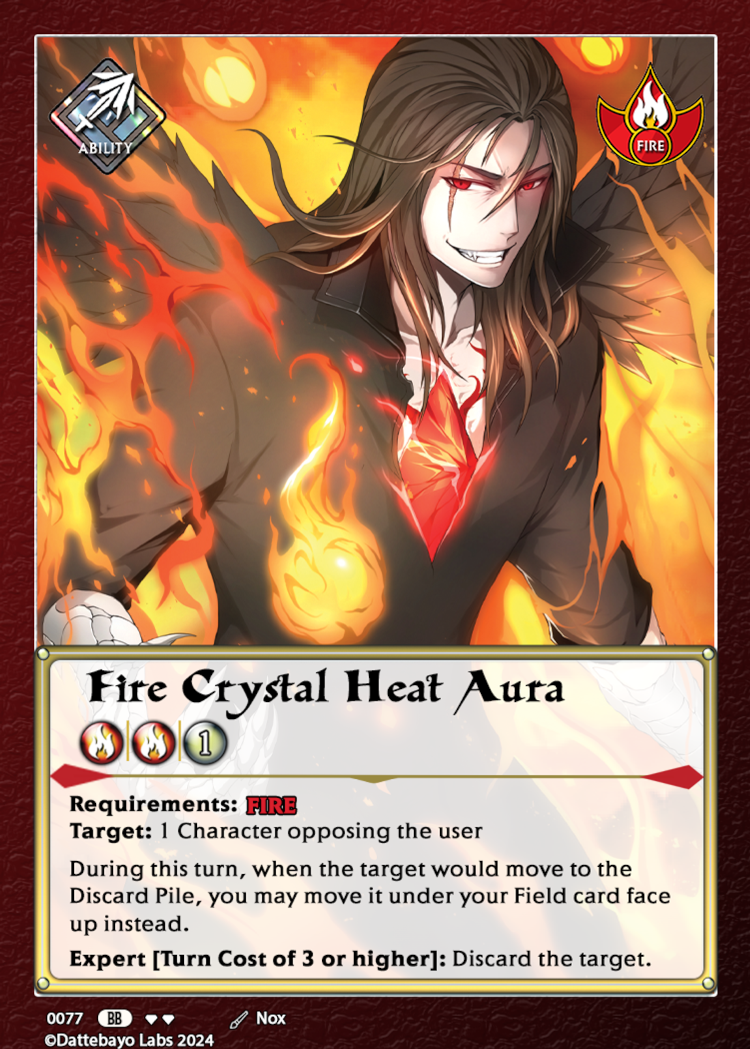 ABILITY
FIRE
Fire Crystal Heat Aura
1
Requirements: FIRE
Target: 1 Character opposing the user
During this turn, when the target would move to the
Discard Pile, you may move it under your Field card face
up instead.
Expert [Turn Cost of 3 or higher]: Discard the target.
0077 BB Nox
©Dattebayo Labs 2024